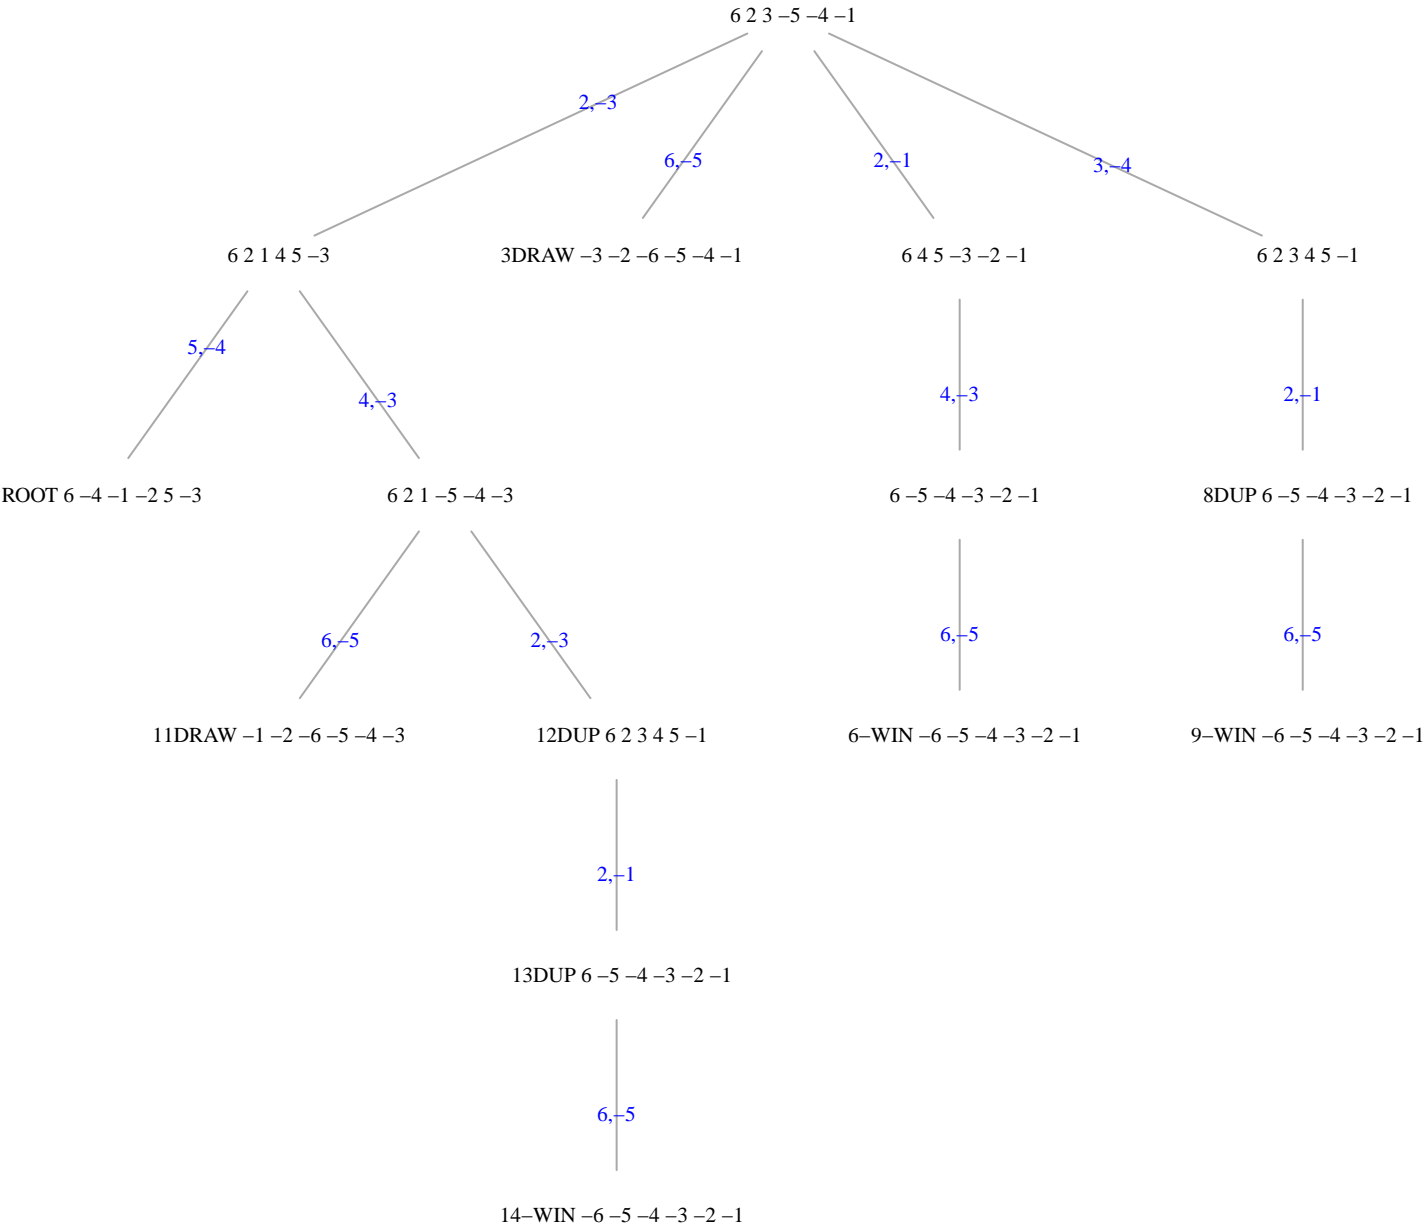 6 2 3 –5 –4 –1
2,–3
6,–5
2,–1
3,–4
6 2 1 4 5 –3
3DRAW –3 –2 –6 –5 –4 –1
6 4 5 –3 –2 –1
6 2 3 4 5 –1
5,–4
4,–3
4,–3
2,–1
ROOT 6 –4 –1 –2 5 –3
6 2 1 –5 –4 –3
6 –5 –4 –3 –2 –1
8DUP 6 –5 –4 –3 –2 –1
6,–5
2,–3
6,–5
6,–5
11DRAW –1 –2 –6 –5 –4 –3
12DUP 6 2 3 4 5 –1
6–WIN –6 –5 –4 –3 –2 –1
9–WIN –6 –5 –4 –3 –2 –1
2,–1
13DUP 6 –5 –4 –3 –2 –1
6,–5
14–WIN –6 –5 –4 –3 –2 –1